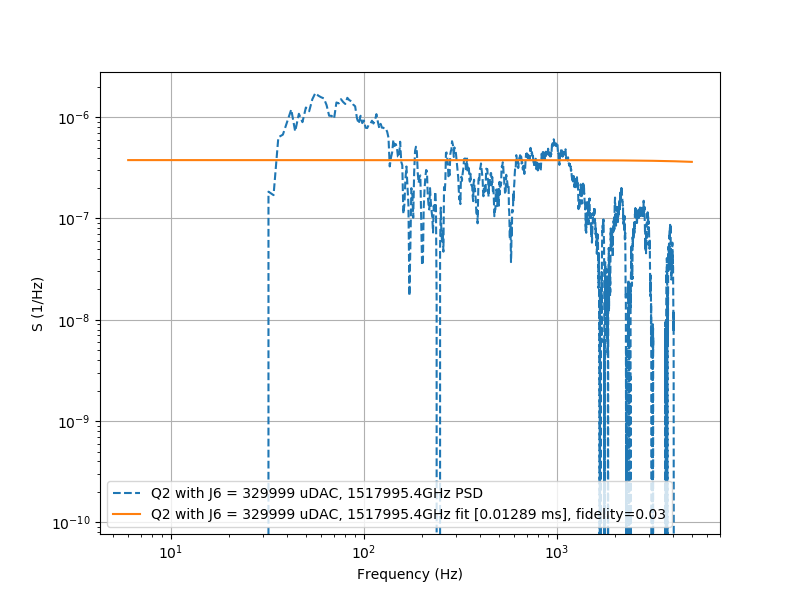 10⁻⁶
10⁻⁷
10⁻⁸
10⁻⁹
10⁻¹⁰
S (1/Hz)
Q2 with J6 = 329999 uDAC, 1517995.4GHz PSD
Q2 with J6 = 329999 uDAC, 1517995.4GHz fit [0.01289 ms], fidelity=0.03
10¹ 10² 10³
Frequency (Hz)